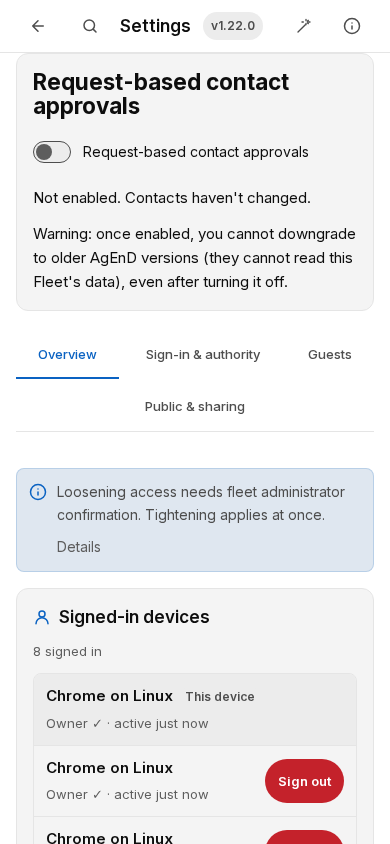 Settings v1.22.0
Request-based contact
approvals
Request-based contact approvals
Not enabled. Contacts haven't changed.
Warning: once enabled, you cannot downgrade
to older AgEnD versions (they cannot read this
Fleet's data), even after turning it off.
Overview Sign-in & authority Guests
Public & sharing
Loosening access needs fleet administrator
confirmation. Tightening applies at once.
Details
Signed-in devices
8 signed in
Chrome on Linux This device
Owner ✓ · active just now
Chrome on Linux
Sign out
Owner ✓ · active just now
Chrome on Linux